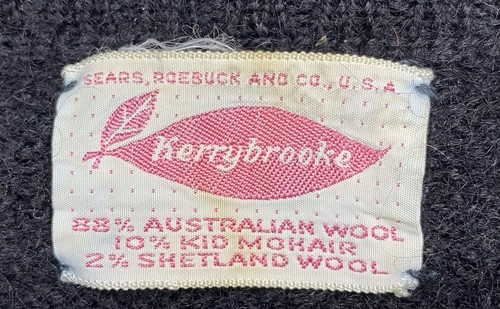 SEARS, ROEBUCK AND CO., U.S.A.
Kerrybrooke
88% AUSTRALIAN WOOL
10% KID MOHAIR
2% SHETLAND WOOL